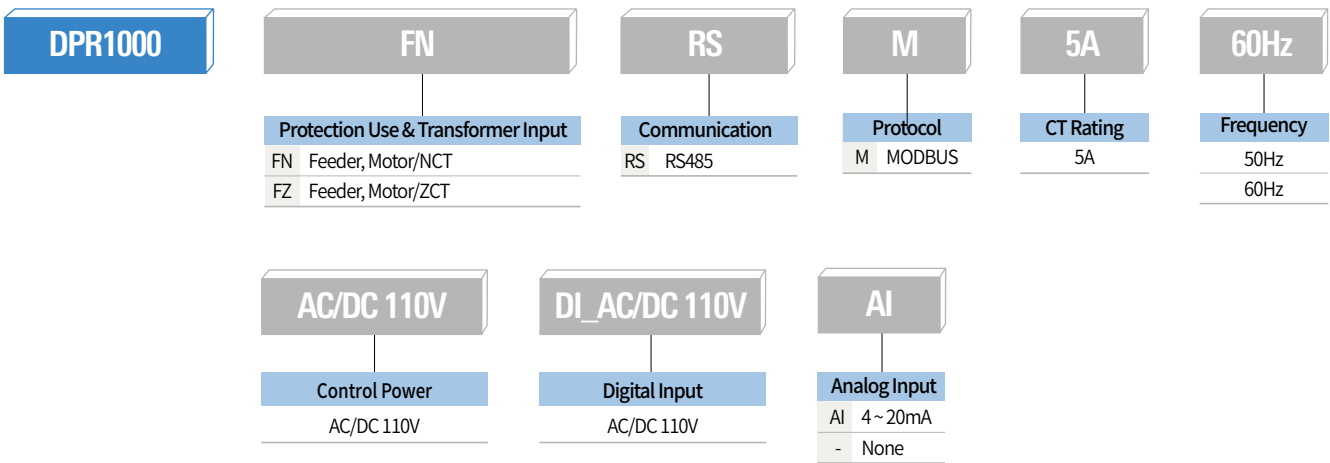 DPR1000 FN RS M 5A 60Hz
Protection Use & Transformer Input Communication Protocol CT Rating Frequency
FN Feeder, Motor/NCT RS RS485 M MODBUS 5A 50Hz
FZ Feeder, Motor/ZCT 60Hz
AC/DC 110V DI_AC/DC 110V AI
Control Power Digital Input Analog Input
AC/DC 110V AC/DC 110V AI 4 ~ 20mA
- None